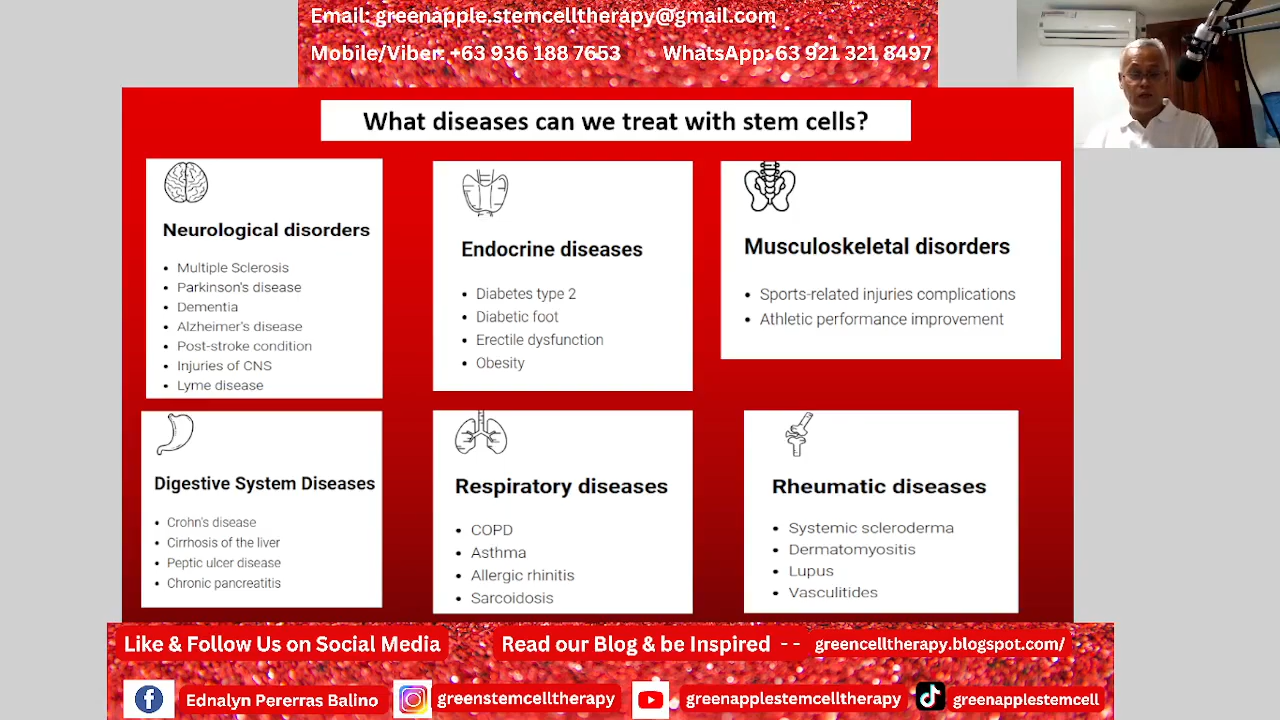 Email: greenapple.stemcelltherapy@gmail.com
Mobile/Viber: +63 936 188 7653 WhatsApp: 63 921 321 8497
What diseases can we treat with stem cells?
Neurological disorders
• Multiple Sclerosis
• Parkinson's disease
• Dementia
• Alzheimer's disease
• Post-stroke condition
• Injuries of CNS
• Lyme disease
Endocrine diseases
• Diabetes type 2
• Diabetic foot
• Erectile dysfunction
• Obesity
Musculoskeletal disorders
• Sports-related injuries complications
• Athletic performance improvement
Digestive System Diseases
• Crohn's disease
• Cirrhosis of the liver
• Peptic ulcer disease
• Chronic pancreatitis
Respiratory diseases
• COPD
• Asthma
• Allergic rhinitis
• Sarcoidosis
Rheumatic diseases
• Systemic scleroderma
• Dermatomyositis
• Lupus
• Vasculitides
Like & Follow Us on Social Media
Read our Blog & be Inspired -- greencelltherapy.blogspot.com/
Ednalyn Pererras Balino
greenstemcelltherapy
greenapplestemcelltherapy
greenapplestemcell